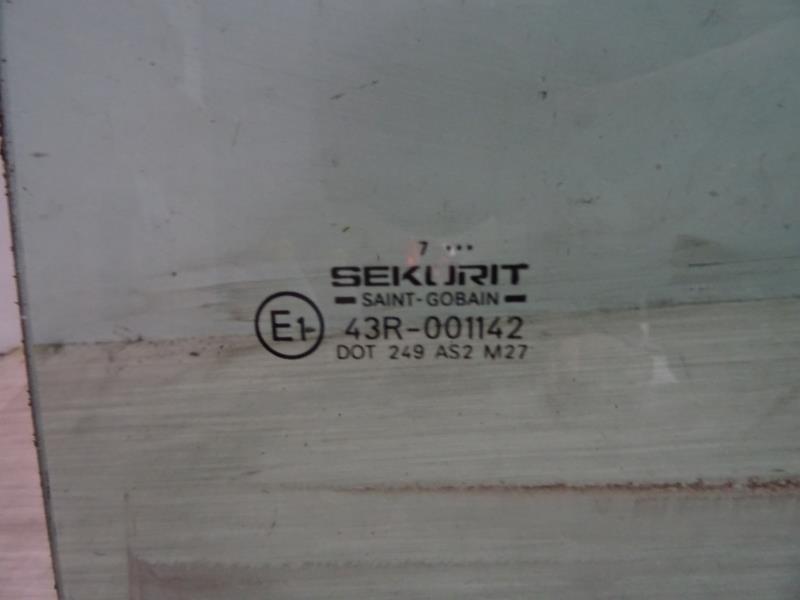 7 ...
SEKURIT
SAINT-GOBAIN
E1 43R-001142
DOT 249 AS2 M27